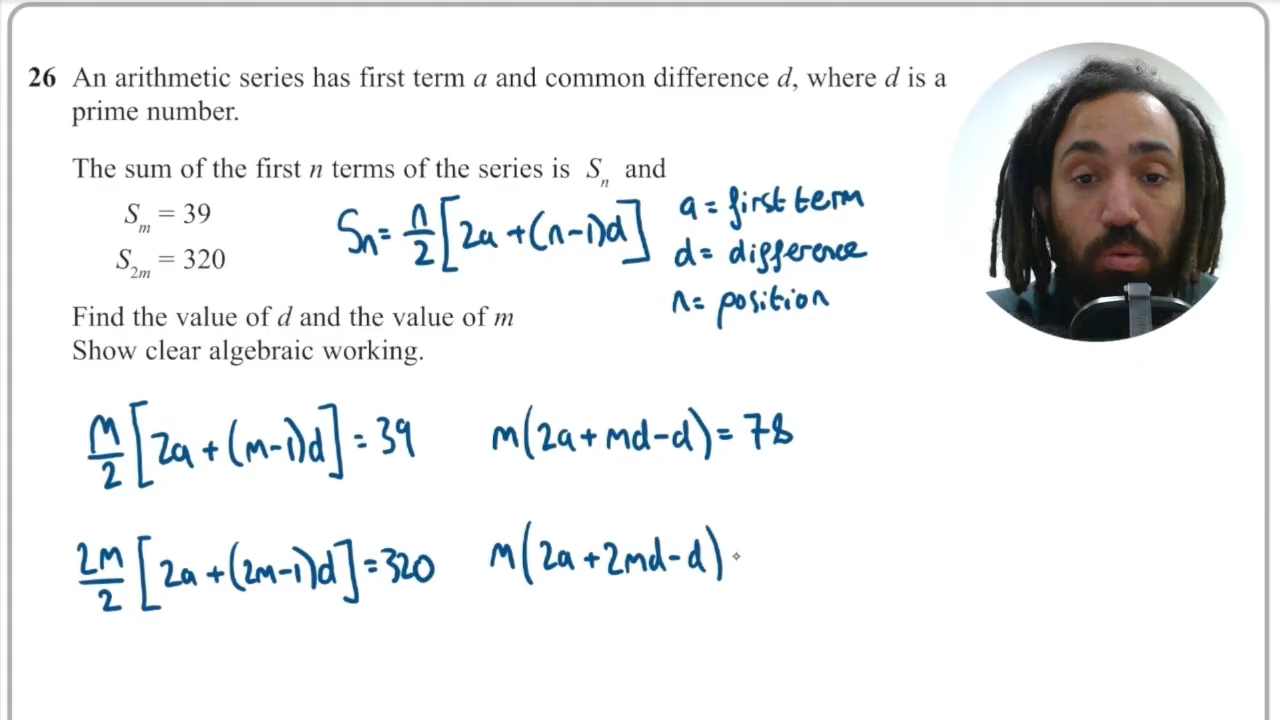 26 An arithmetic series has first term a and common difference d, where d is a
prime number.
The sum of the first n terms of the series is Sₙ and
Sₘ = 39
S₂ₘ = 320
Sn = n/2 [2a + (n-1)d]
a = first term
d = difference
n = position
Find the value of d and the value of m
Show clear algebraic working.
m/2 [2a + (m-1)d] = 39
m(2a + md - d) = 78
2m/2 [2a + (2m-1)d] = 320
m(2a + 2md - d)